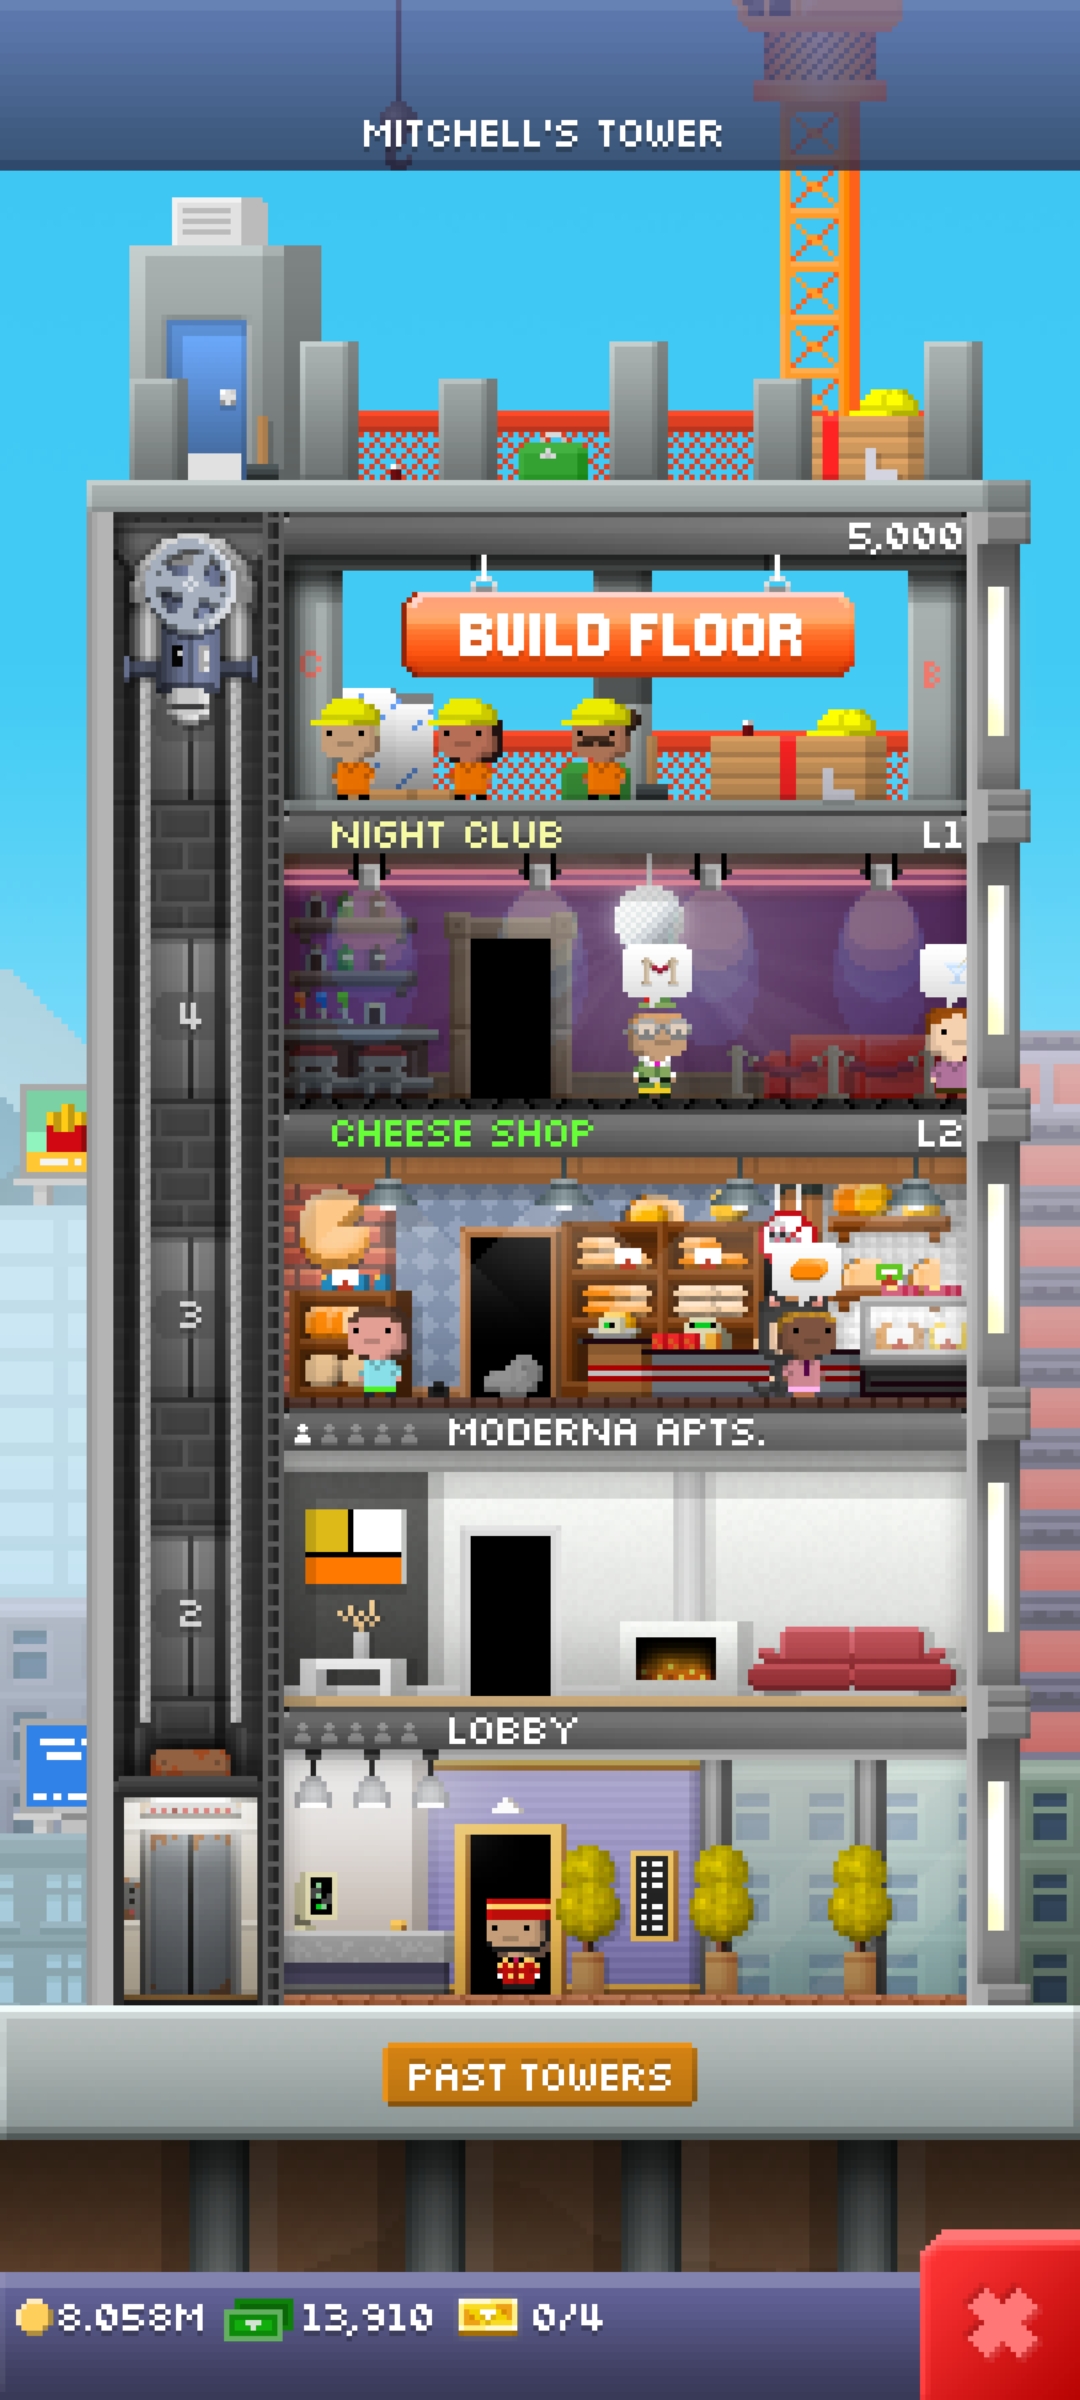 MITCHELL'S TOWER
5,000
BUILD FLOOR
C
B
NIGHT CLUB L1
M
4
CHEESE SHOP L2
3
MODERNA APTS.
2
LOBBY
PAST TOWERS
8.058M 13,910 0/4